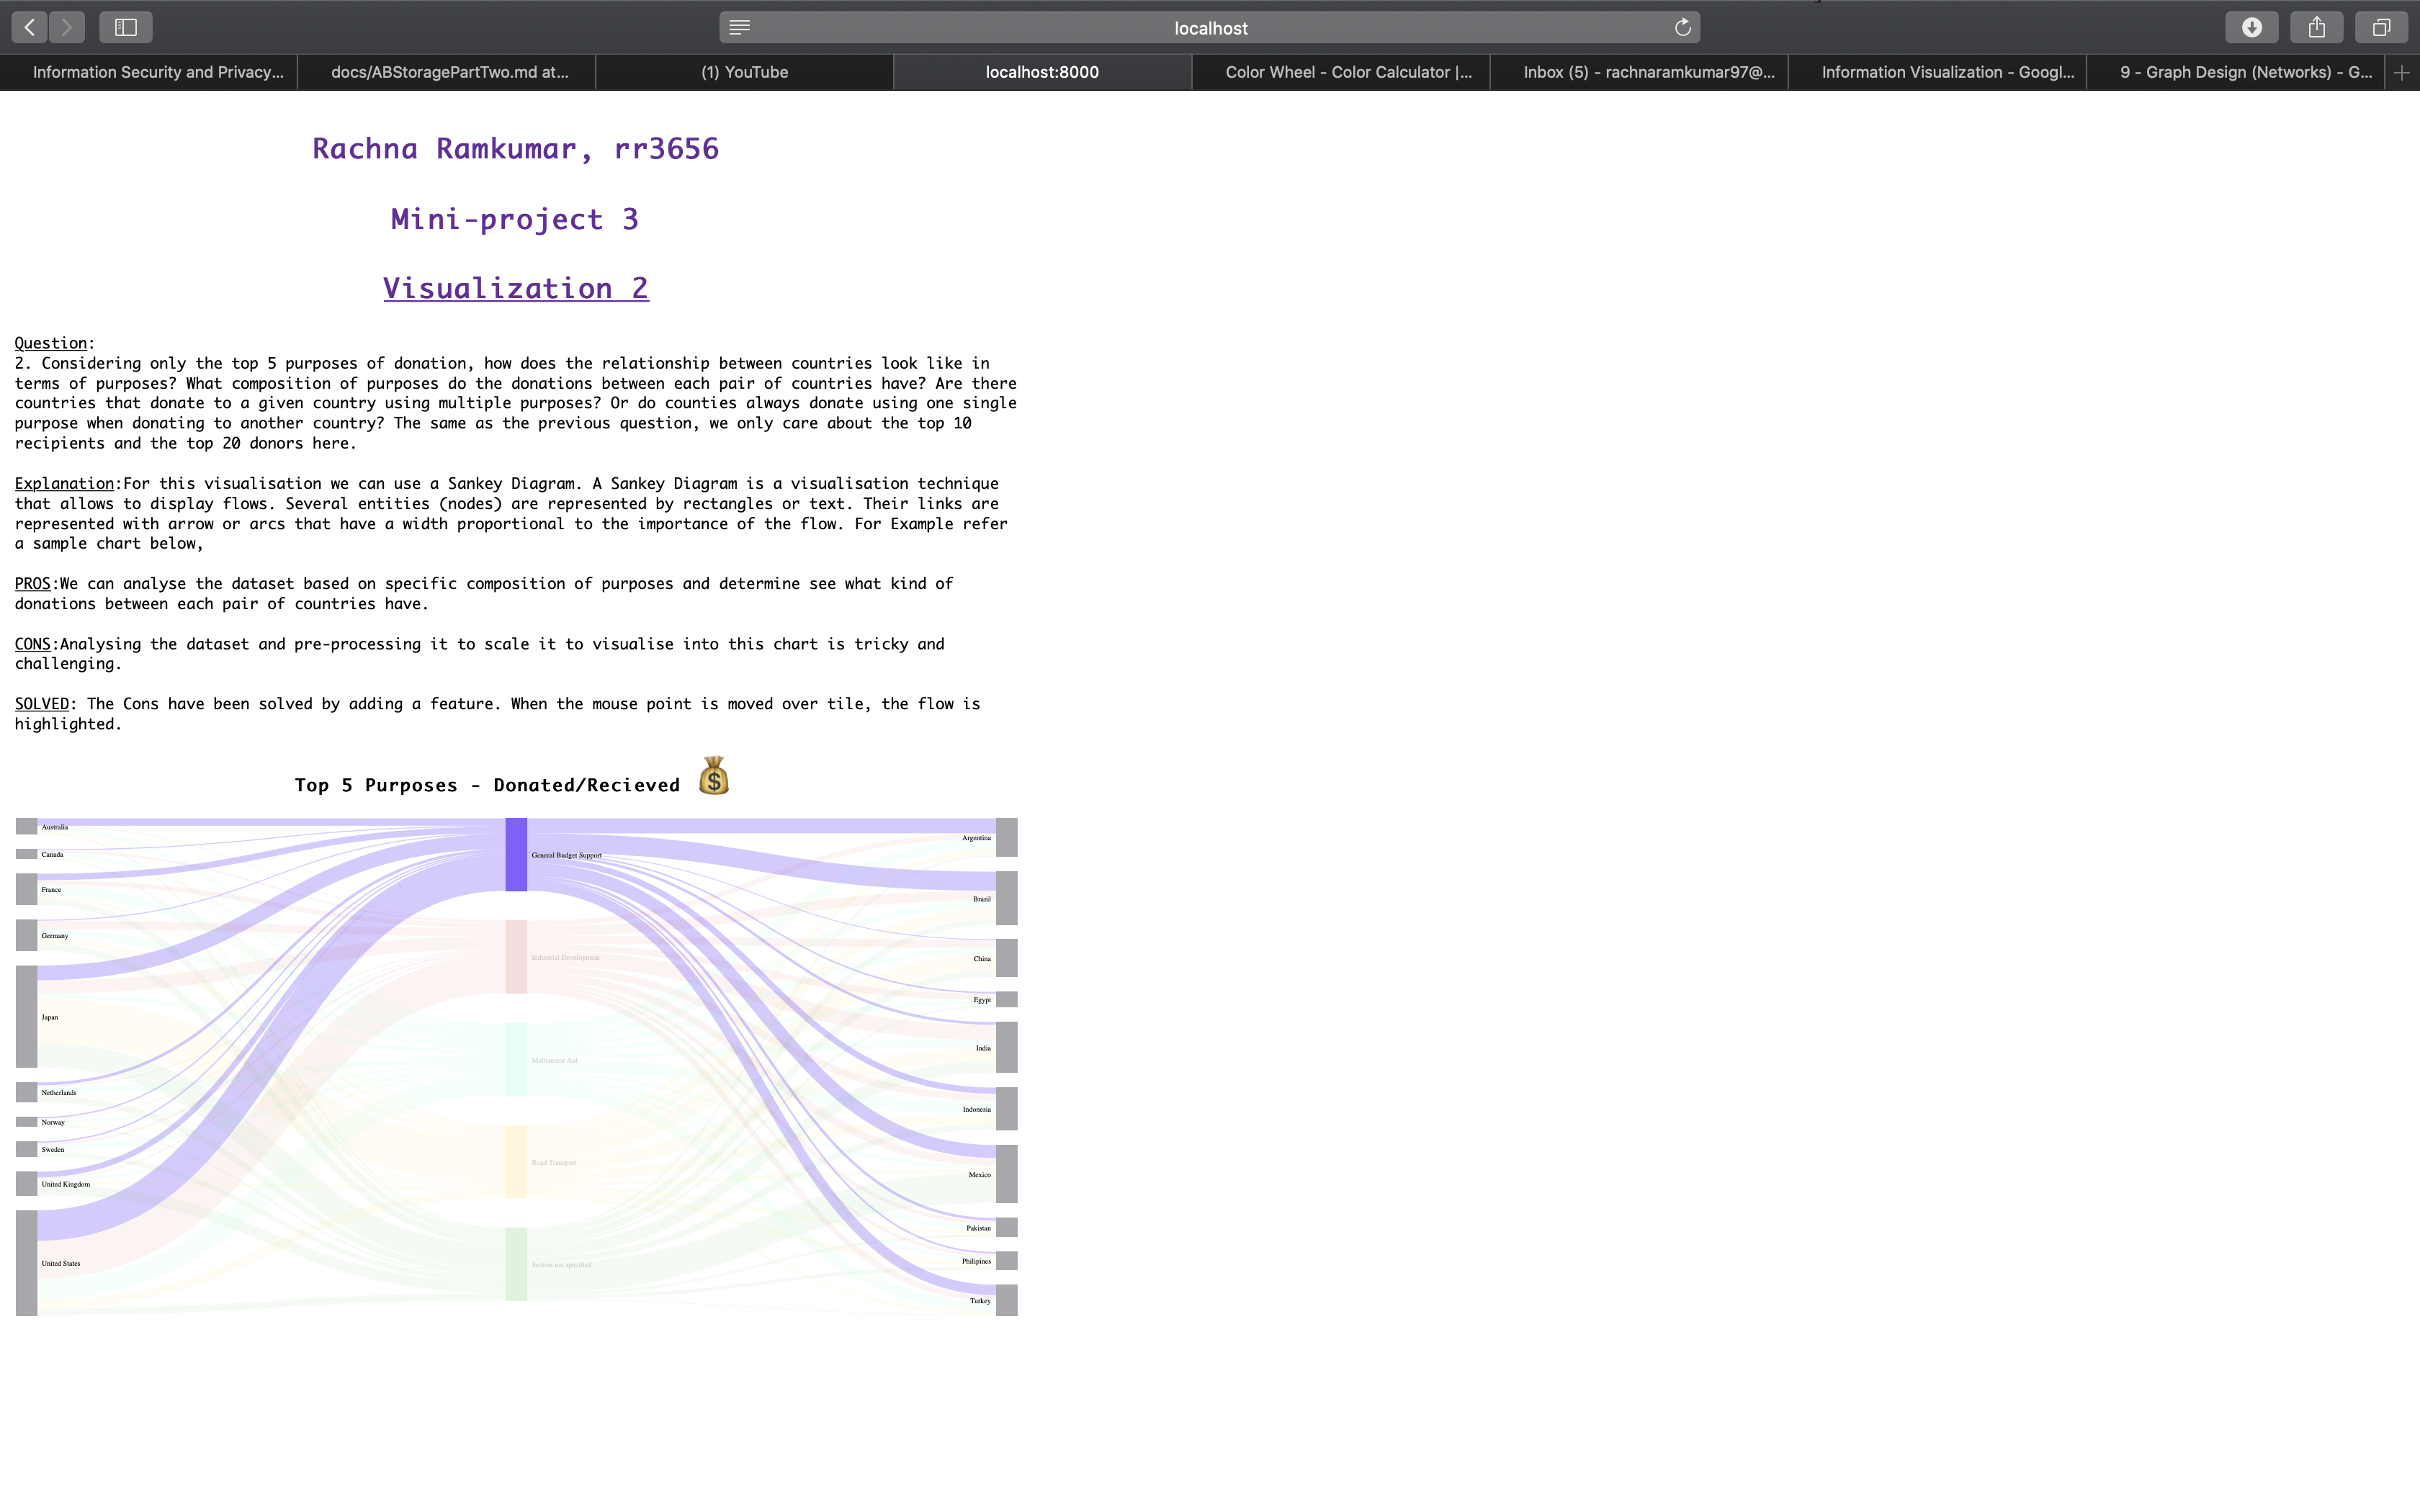 localhost
Information Security and Privacy...
docs/ABStoragePartTwo.md at...
(1) YouTube
localhost:8000
Color Wheel - Color Calculator |...
Inbox (5) - rachnaramkumar97@...
Information Visualization - Googl...
9 - Graph Design (Networks) - G...
Rachna Ramkumar, rr3656
Mini-project 3
Visualization 2
Question:
2. Considering only the top 5 purposes of donation, how does the relationship between countries look like in
terms of purposes? What composition of purposes do the donations between each pair of countries have? Are there
countries that donate to a given country using multiple purposes? Or do counties always donate using one single
purpose when donating to another country? The same as the previous question, we only care about the top 10
recipients and the top 20 donors here.
Explanation:For this visualisation we can use a Sankey Diagram. A Sankey Diagram is a visualisation technique
that allows to display flows. Several entities (nodes) are represented by rectangles or text. Their links are
represented with arrow or arcs that have a width proportional to the importance of the flow. For Example refer
a sample chart below,
PROS:We can analyse the dataset based on specific composition of purposes and determine see what kind of
donations between each pair of countries have.
CONS:Analysing the dataset and pre-processing it to scale it to visualise into this chart is tricky and
challenging.
SOLVED: The Cons have been solved by adding a feature. When the mouse point is moved over tile, the flow is
highlighted.
Top 5 Purposes - Donated/Recieved
Australia
Canada
France
Germany
Japan
Netherlands
Norway
Sweden
United Kingdom
United States
General Budget Support
Industrial Development
Multisector Aid
Road Transport
Sectors not specified
Argentina
Brazil
China
Egypt
India
Indonesia
Mexico
Pakistan
Philipines
Turkey